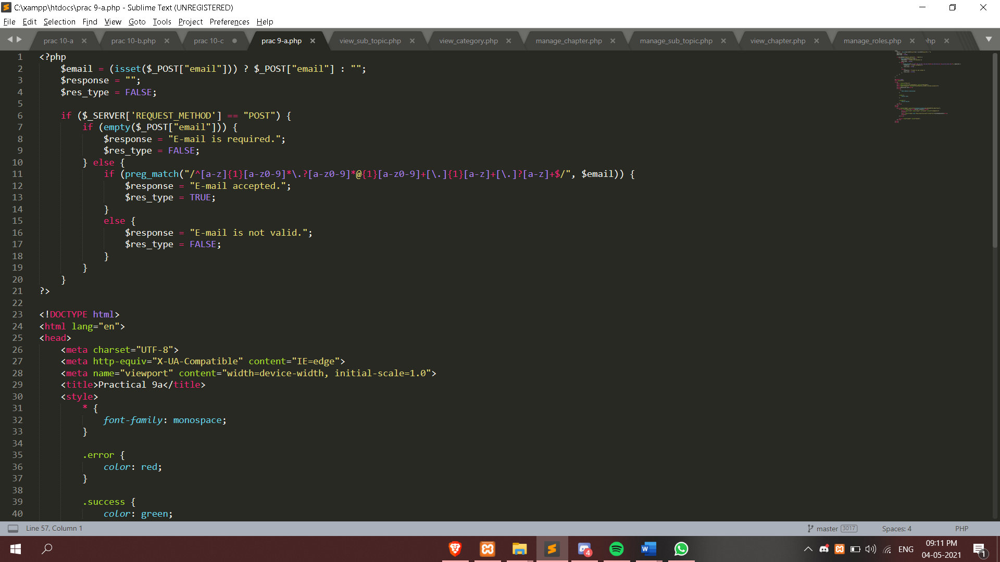 C:\xampp\htdocs\prac 9-a.php - Sublime Text (UNREGISTERED)
File Edit Selection Find View Goto Tools Project Preferences Help
prac 10-a prac 10-b.php prac 10-c prac 9-a.php view_sub_topic.php view_category.php manage_chapter.php manage_sub_topic.php view_chapter.php manage_roles.php hp
1 <?php
2     $email = (isset($_POST["email"])) ? $_POST["email"] : "";
3     $response = "";
4     $res_type = FALSE;
5
6     if ($_SERVER['REQUEST_METHOD'] == "POST") {
7         if (empty($_POST["email"])) {
8             $response = "E-mail is required.";
9             $res_type = FALSE;
10         } else {
11             if (preg_match("/^[a-z]{1}[a-z0-9]*\.?[a-z0-9]*@{1}[a-z0-9]+[\.]{1}[a-z]+[\.]?[a-z]+$/", $email)) {
12                 $response = "E-mail accepted.";
13                 $res_type = TRUE;
14             }
15             else {
16                 $response = "E-mail is not valid.";
17                 $res_type = FALSE;
18             }
19         }
20     }
21 ?>
22
23 <!DOCTYPE html>
24 <html lang="en">
25 <head>
26     <meta charset="UTF-8">
27     <meta http-equiv="X-UA-Compatible" content="IE=edge">
28     <meta name="viewport" content="width=device-width, initial-scale=1.0">
29     <title>Practical 9a</title>
30     <style>
31         * {
32             font-family: monospace;
33         }
34
35         .error {
36             color: red;
37         }
38
39         .success {
40             color: green;
Line 57, Column 1 master 3017 Spaces: 4 PHP
4 W ENG 09:11 PM 1
04-05-2021